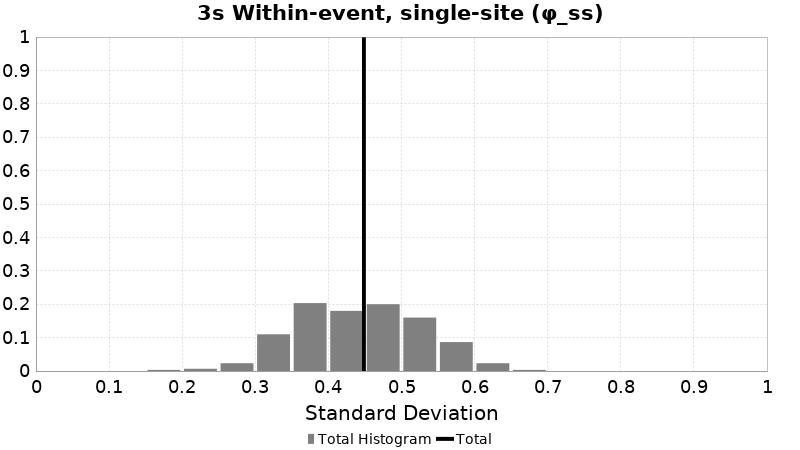 3s Within-event, single-site (φ_ss)
1
0.9
0.8
0.7
0.6
0.5
0.4
0.3
0.2
0.1
0
0 0.1 0.2 0.3 0.4 0.5 0.6 0.7 0.8 0.9 1
Standard Deviation
Total Histogram Total